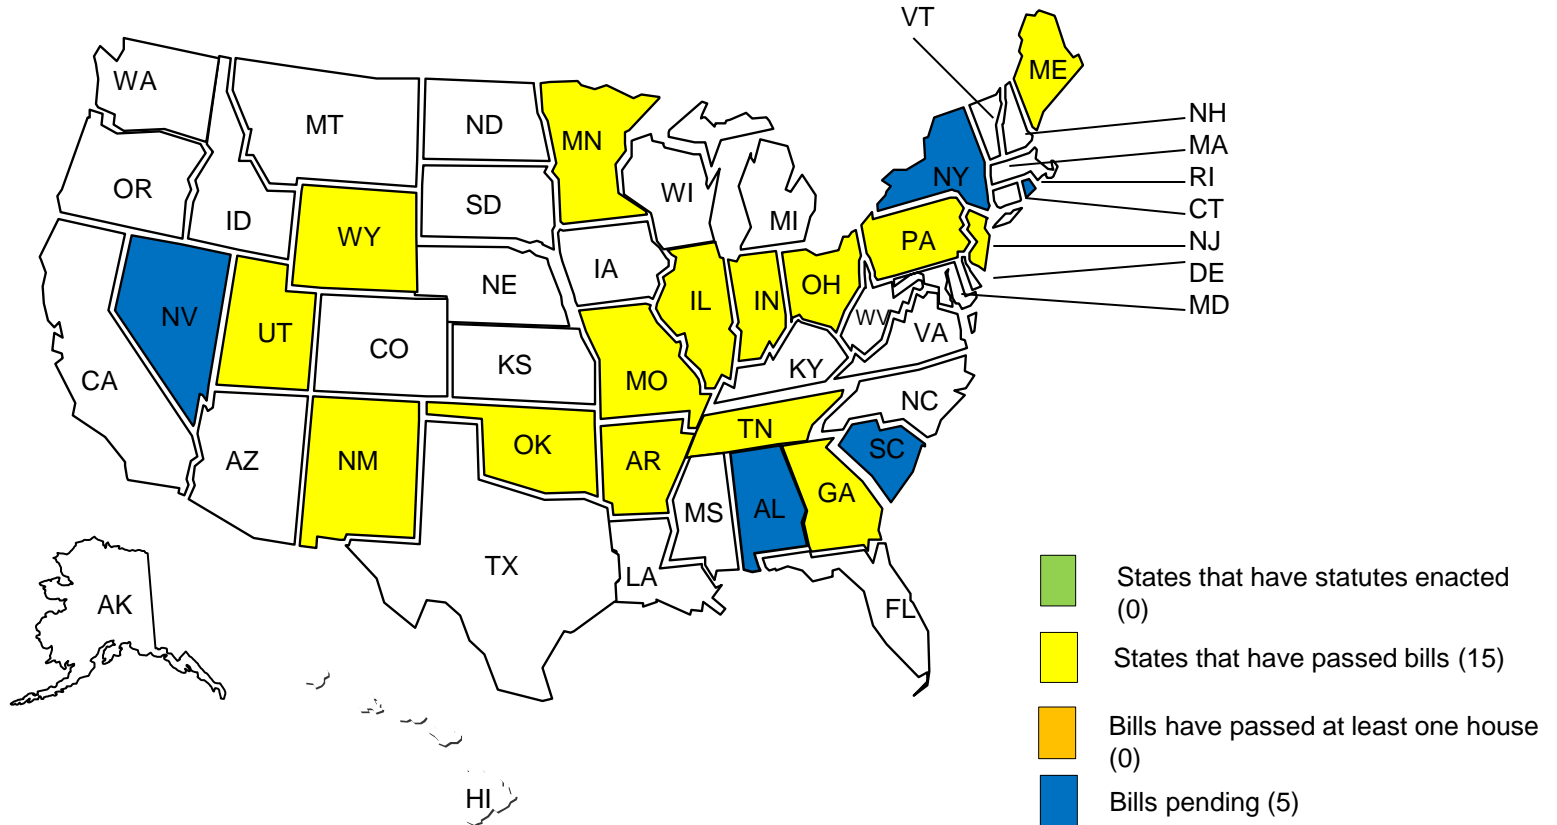 VT
WA
ME
MT
ND
MN
NH
MA
OR
WI
NY
RI
SD
CT
ID
MI
WY
PA
NJ
IA
DE
NE
OH
IL
IN
MD
NV
WV
UT
VA
CO
KS
KY
CA
MO
NC
TN
OK
SC
AZ
NM
AR
GA
MS
AL
TX
LA
States that have statutes enacted
(0)
AK
FL
States that have passed bills (15)
Bills have passed at least one house
(0)
HI
Bills pending (5)